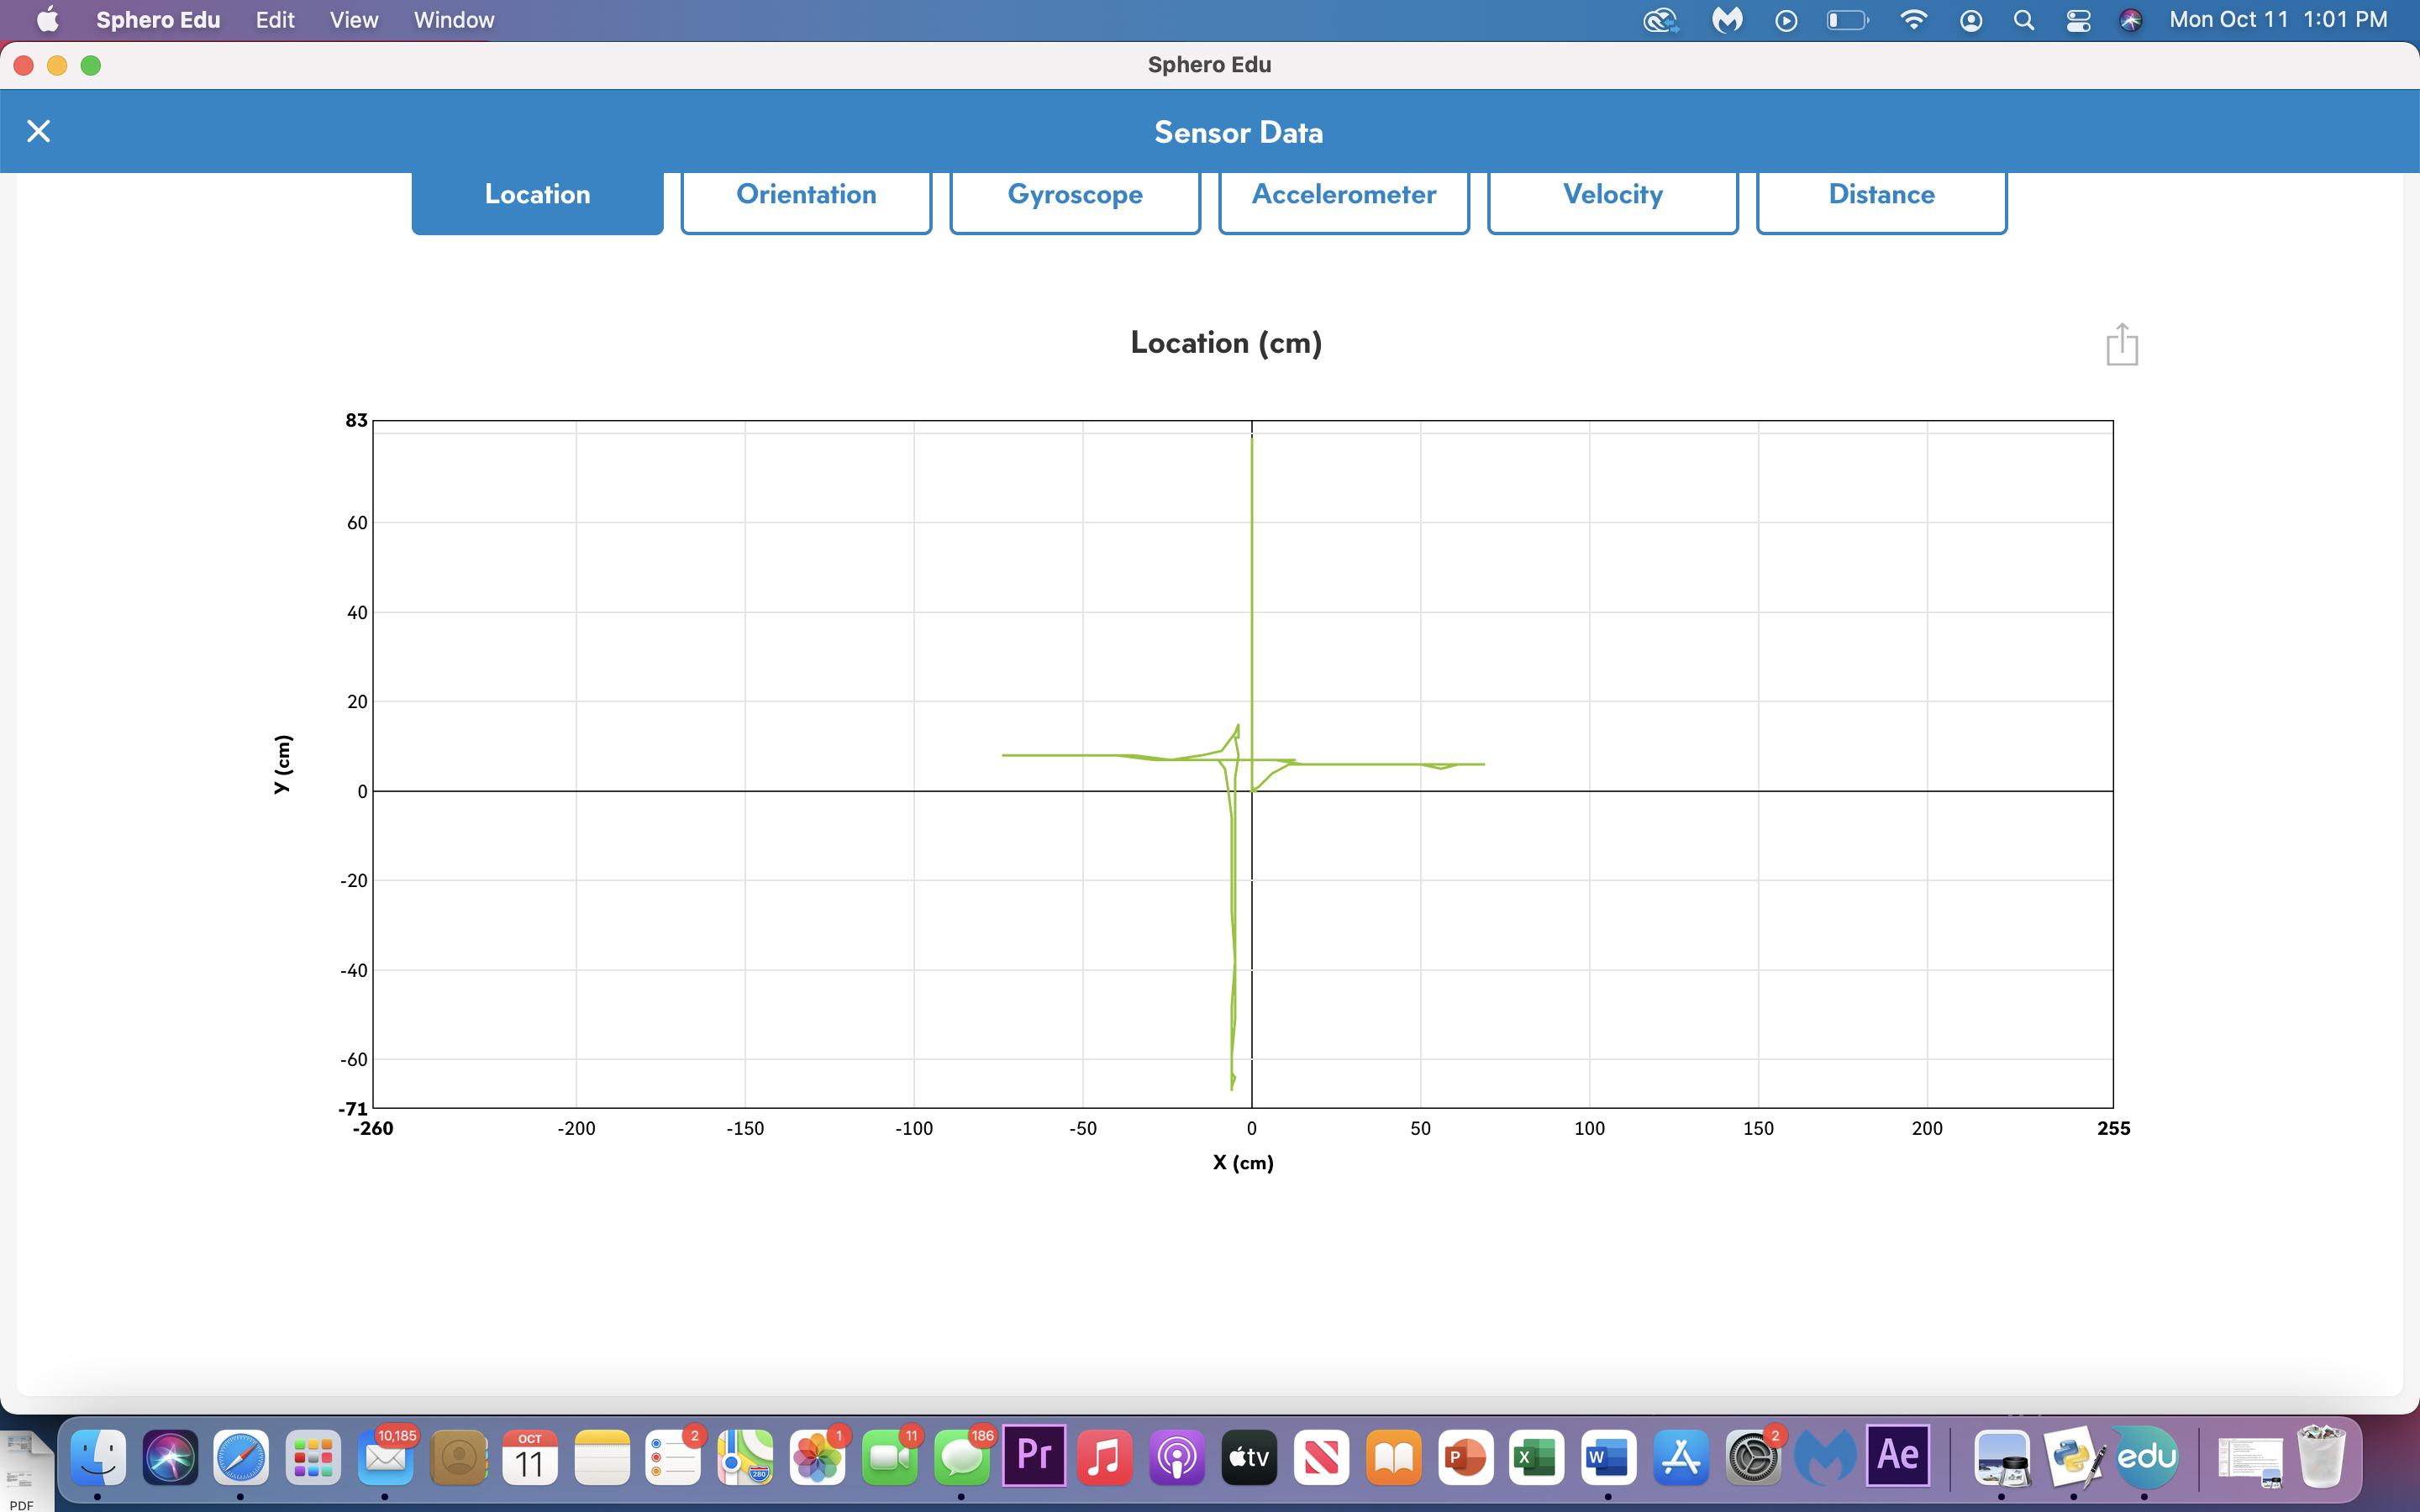 Sphero Edu Edit View Window Mon Oct 11 1:01 PM
Sphero Edu
Sensor Data
Location Orientation Gyroscope Accelerometer Velocity Distance
Location (cm)
83
60
40
20
0
-20
-40
-60
-71
Y (cm)
-260 -200 -150 -100 -50 0 50 100 150 200 255
X (cm)
10,185 2 1 11 186 2
OCT
11
280
Pr
tv
P
X
W
Ae
edu
PDF